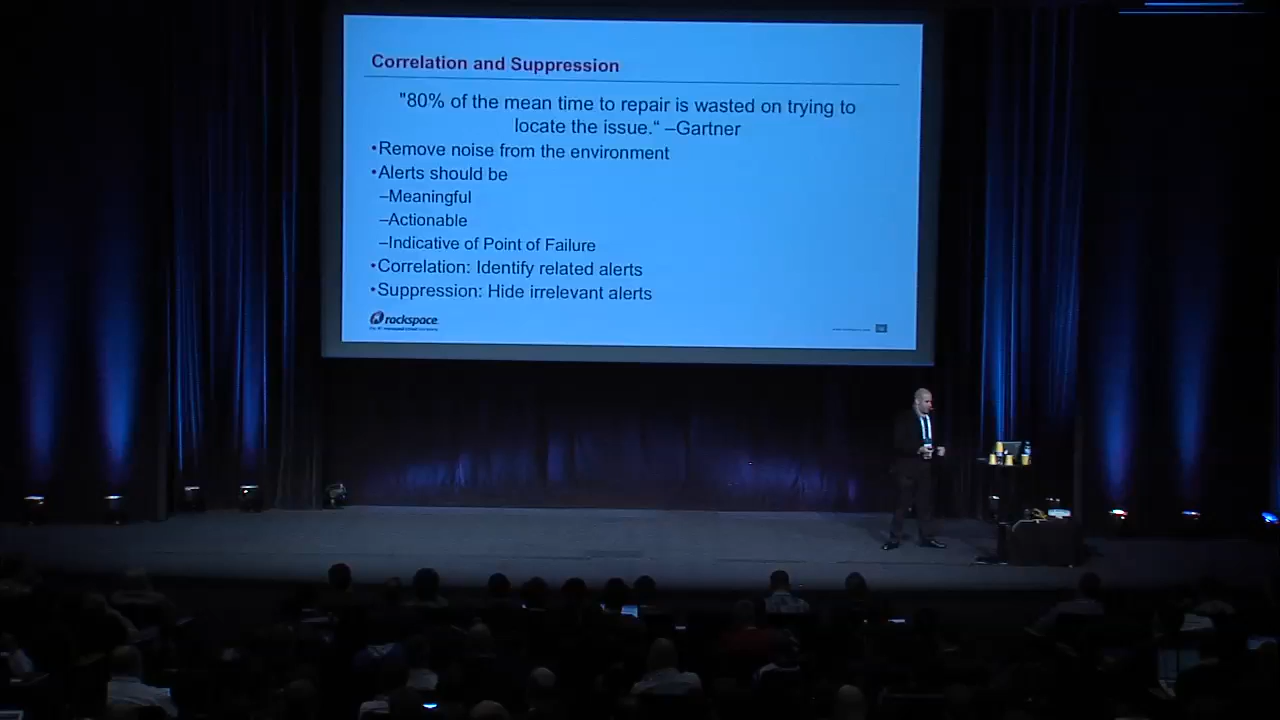 Correlation and Suppression
"80% of the mean time to repair is wasted on trying to
locate the issue.“ –Gartner
•Remove noise from the environment
•Alerts should be
–Meaningful
–Actionable
–Indicative of Point of Failure
•Correlation: Identify related alerts
•Suppression: Hide irrelevant alerts
rackspace